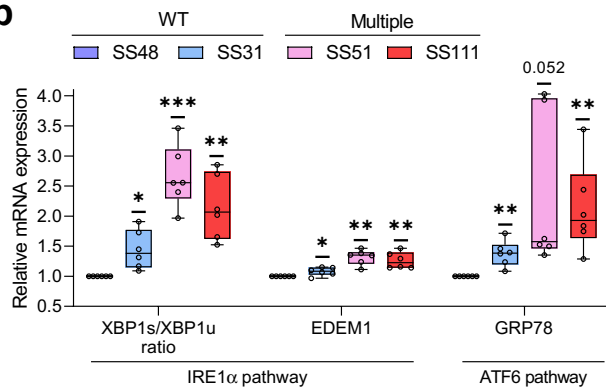 b
WT Multiple
SS48 SS31 SS51 SS111
Relative mRNA expression
4.0
3.5
3.0
2.5
2.0
1.5
1.0
0.5
* *** **
* ** **
** 0.052 **
XBP1s/XBP1u
ratio
EDEM1
GRP78
IRE1α pathway
ATF6 pathway